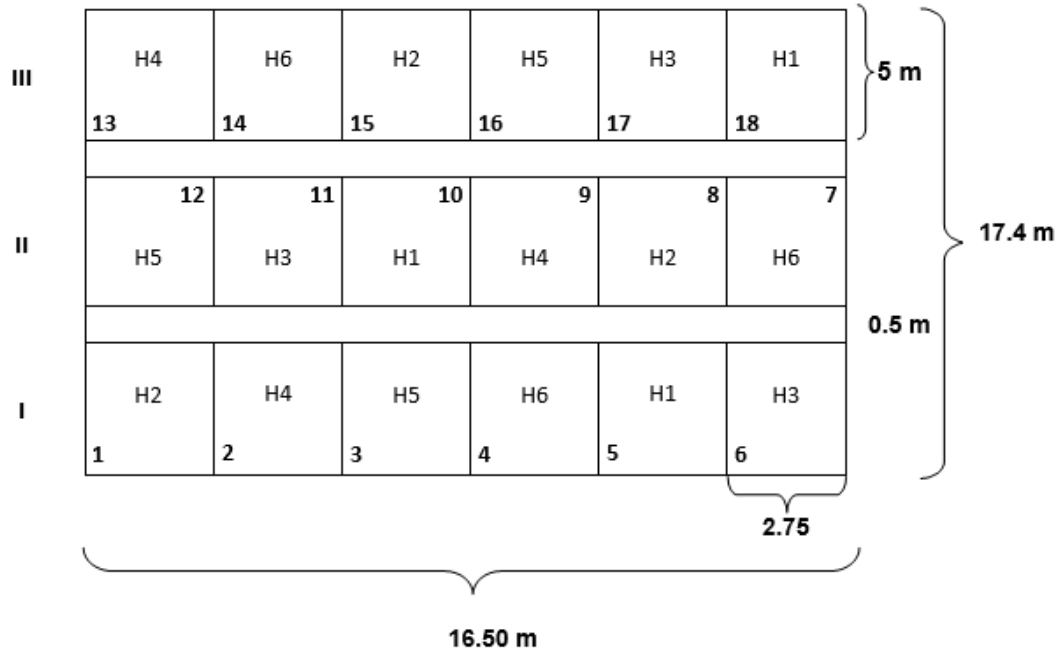 H4 H6 H2 H5 H3 H1
III 5 m
13 14 15 16 17 18
12 11 10 9 8 7
17.4 m
II
H5 H3 H1 H4 H2 H6
0.5 m
H2 H4 H5 H6 H1 H3
I
1 2 3 4 5 6
2.75
16.50 m